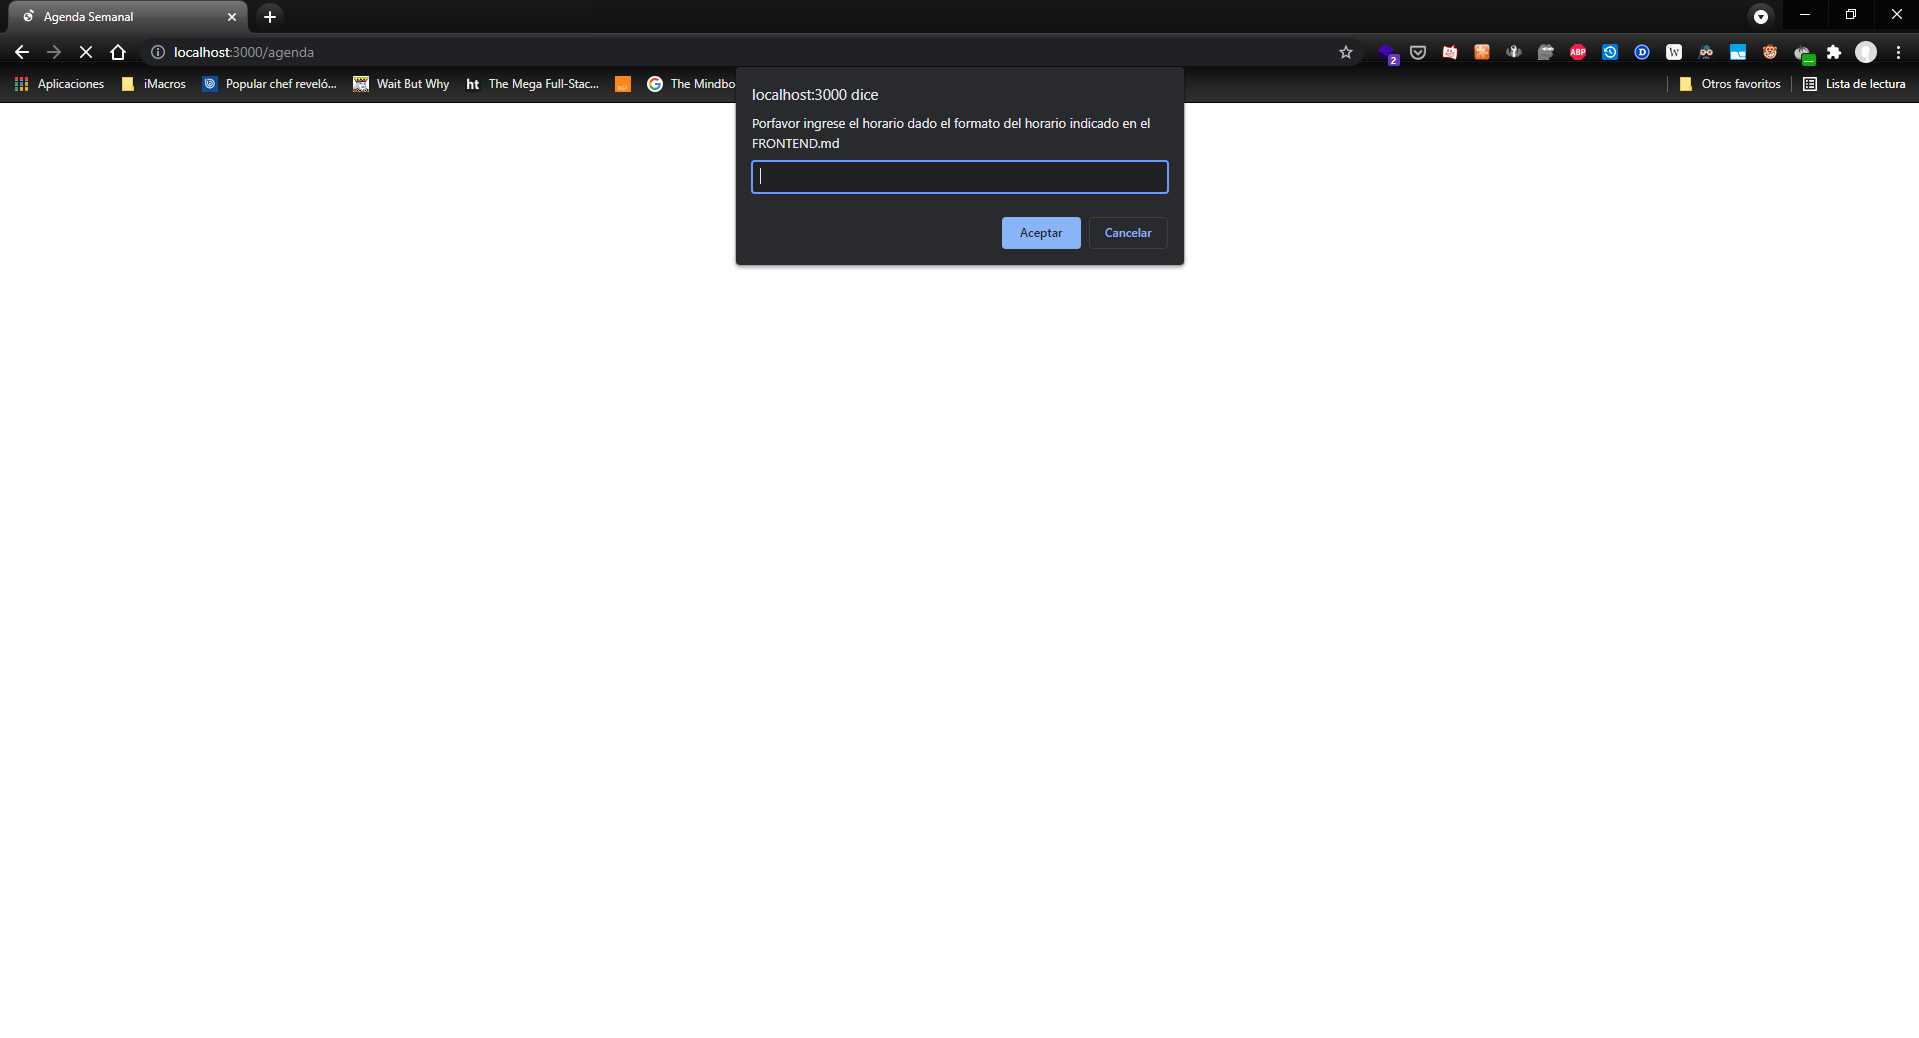 Agenda Semanal
localhost:3000/agenda
2
ABP
D
W
Aplicaciones
iMacros
Popular chef reveló...
Wait But Why
ht The Mega Full-Stac...
The Mindbo
Otros favoritos
Lista de lectura
localhost:3000 dice
Porfavor ingrese el horario dado el formato del horario indicado en el
FRONTEND.md
Aceptar
Cancelar